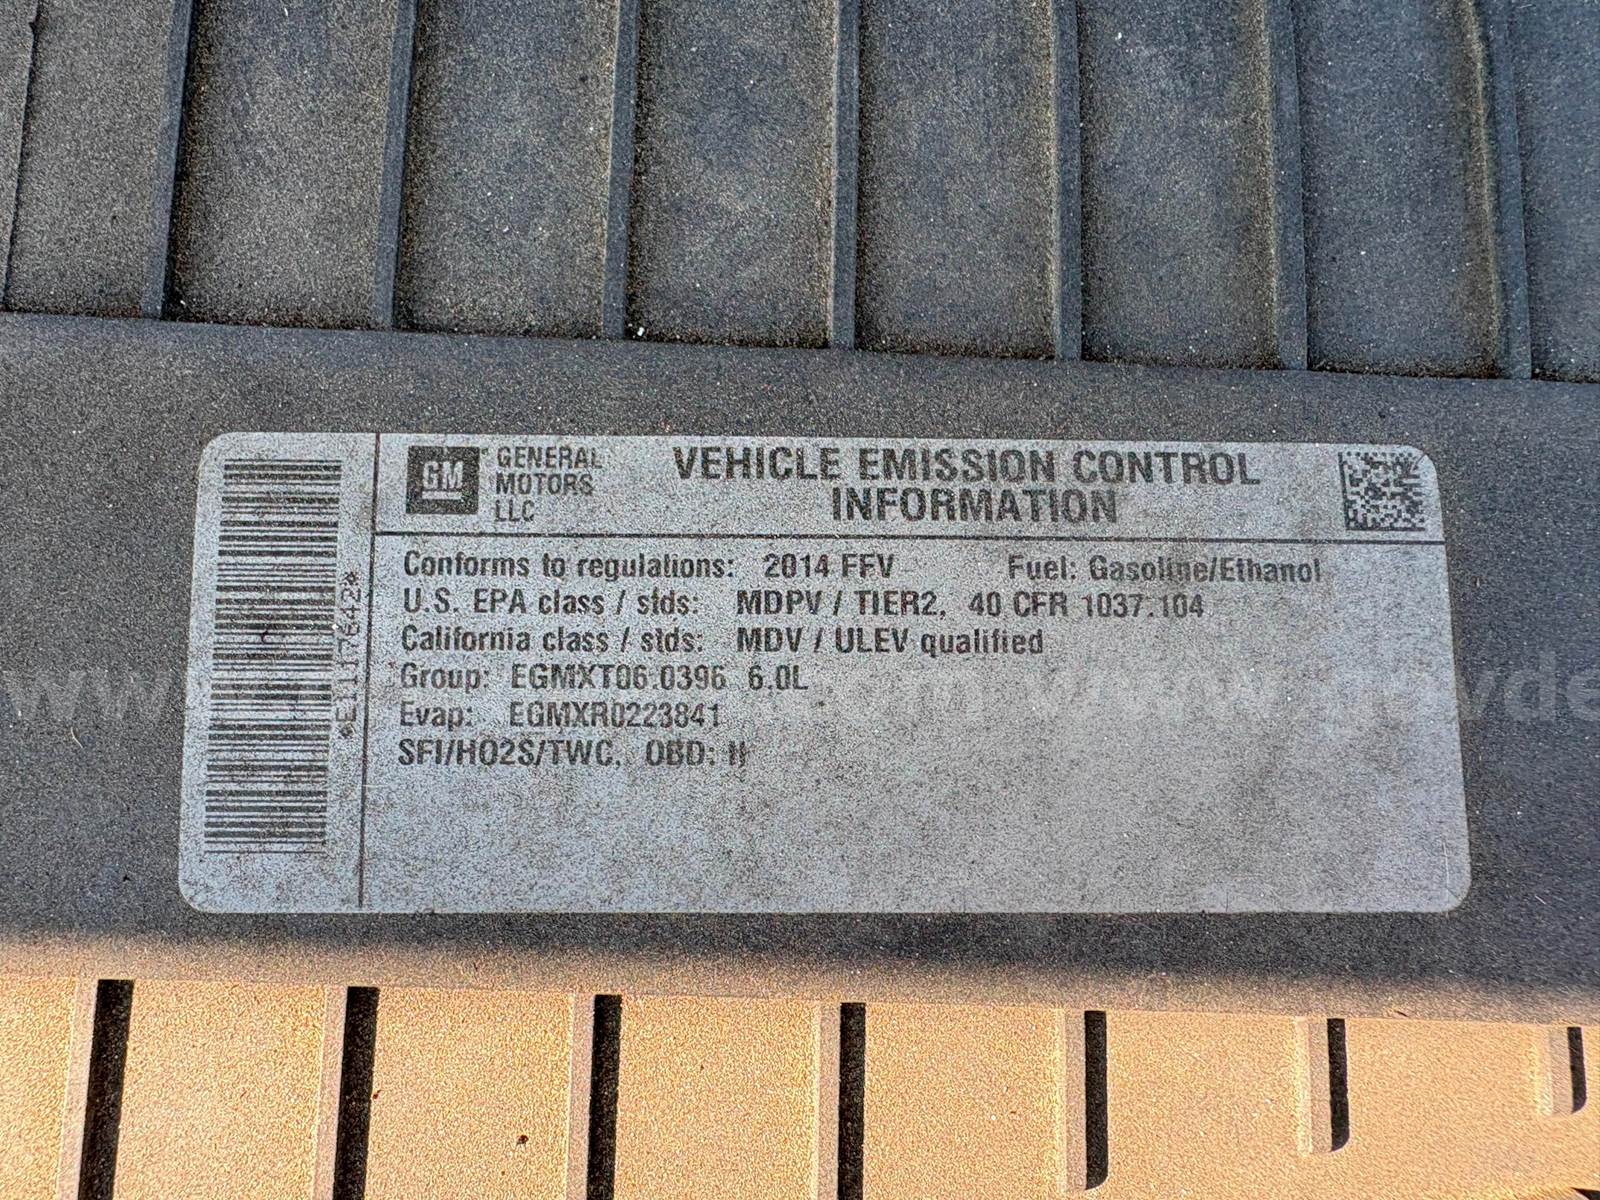 GM
GENERAL
MOTORS
LLC
VEHICLE EMISSION CONTROL
INFORMATION
*E1117642*
Conforms to regulations: 2014 FFV Fuel: Gasoline/Ethanol
U.S. EPA class / stds: MDPV / TIER2, 40 CFR 1037.104
California class / stds: MDV / ULEV qualified
Group: EGMXT06.0396 6.0L
Evap: EGMXR0223841
SFI/HO2S/TWC, OBD: II